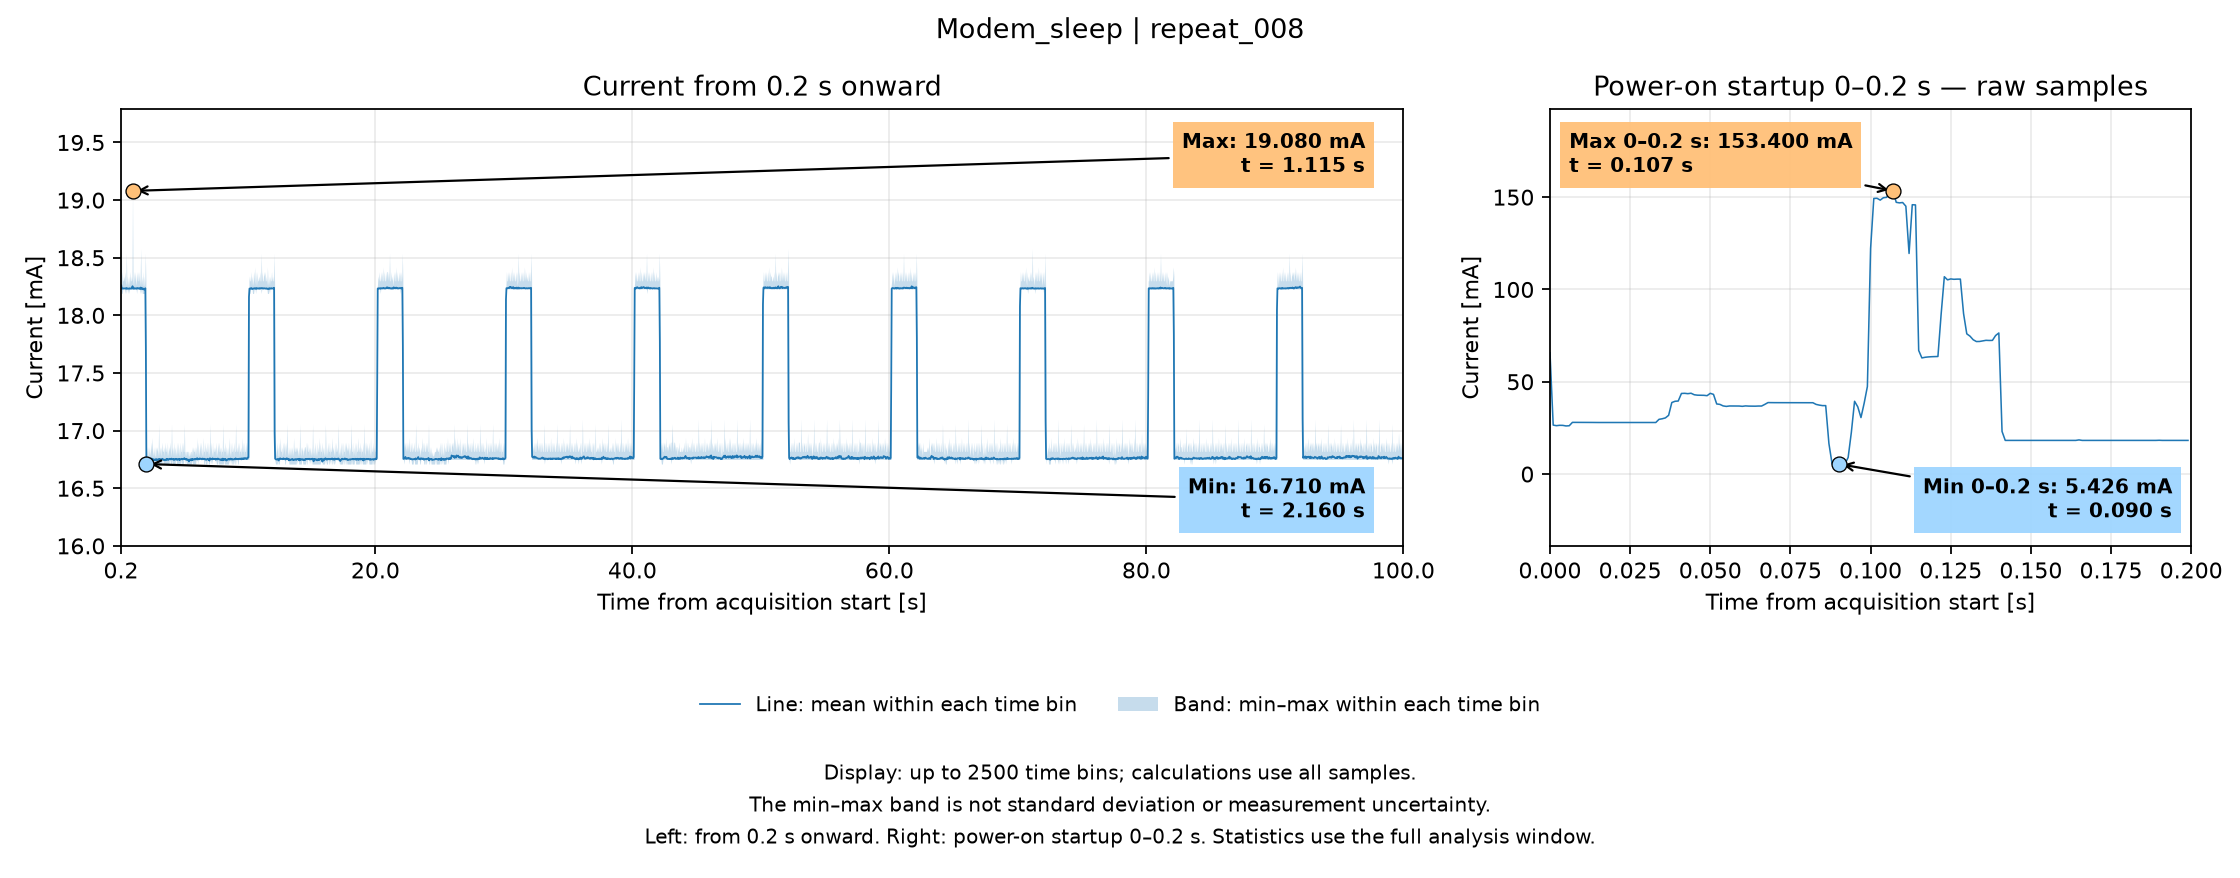 Modem_sleep | repeat_008
Current from 0.2 s onward
Current [mA]
19.5
19.0
18.5
18.0
17.5
17.0
16.5
16.0
Max: 19.080 mA
t = 1.115 s
Min: 16.710 mA
t = 2.160 s
0.2
20.0
40.0
60.0
80.0
100.0
Time from acquisition start [s]
Power-on startup 0–0.2 s — raw samples
Current [mA]
150
100
50
0
Max 0–0.2 s: 153.400 mA
t = 0.107 s
Min 0–0.2 s: 5.426 mA
t = 0.090 s
0.000
0.025
0.050
0.075
0.100
0.125
0.150
0.175
0.200
Time from acquisition start [s]
Line: mean within each time bin
Band: min–max within each time bin
Display: up to 2500 time bins; calculations use all samples.
The min–max band is not standard deviation or measurement uncertainty.
Left: from 0.2 s onward. Right: power-on startup 0–0.2 s. Statistics use the full analysis window.